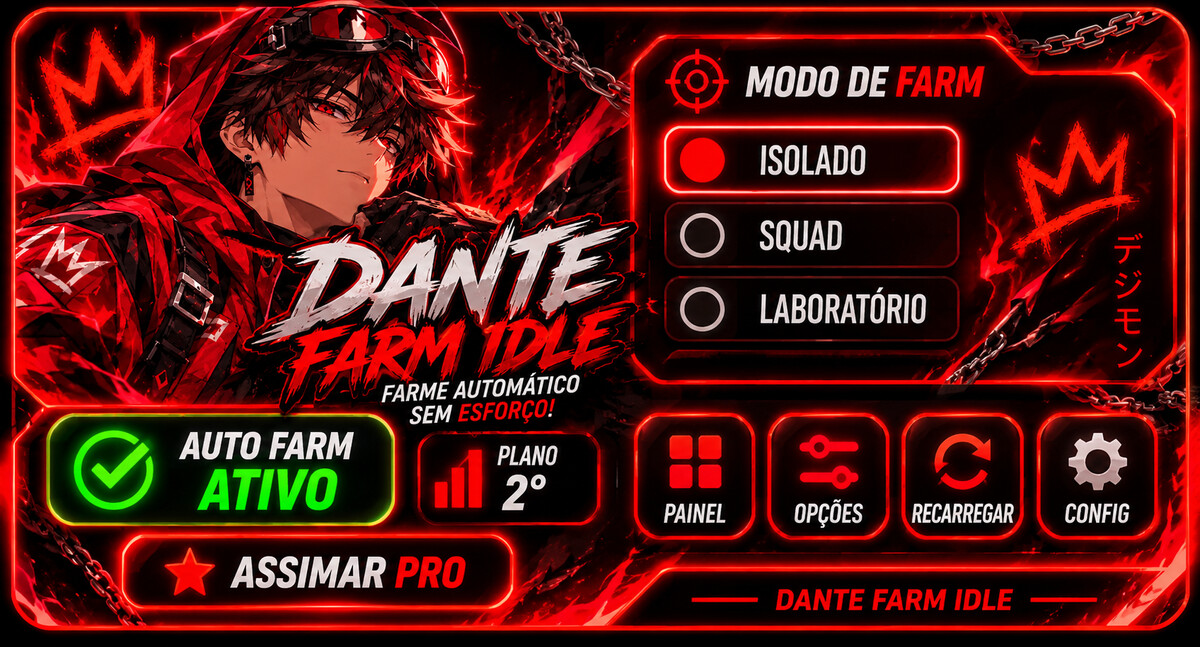 DANTE
FARM IDLE
FARME AUTOMÁTICO
SEM ESFORÇO!
MODO DE FARM
ISOLADO
SQUAD
LABORATÓRIO
デジモン
AUTO FARM
ATIVO
PLANO
2º
ASSIMAR PRO
PAINEL
OPÇÕES
RECARREGAR
CONFIG
DANTE FARM IDLE